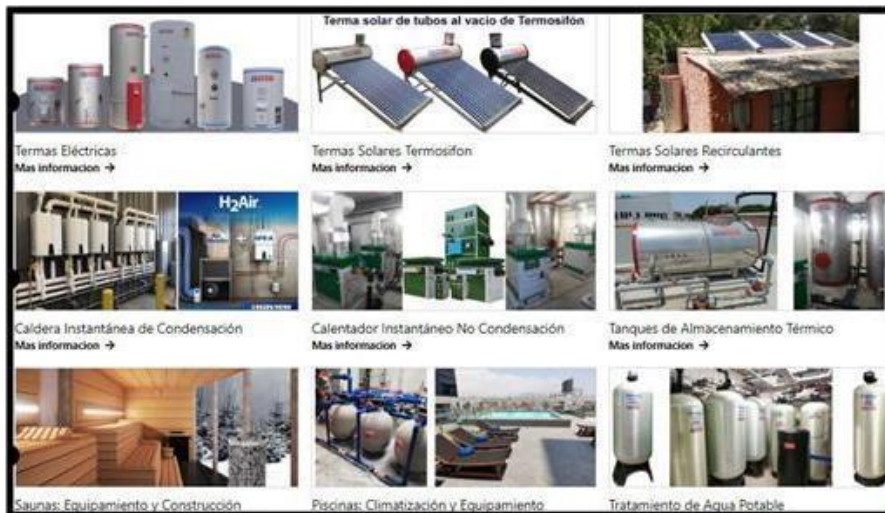 Terma solar de tubos al vacio de Termosifón
Termas Eléctricas
Mas informacion →
Termas Solares Termosifon
Mas informacion →
Termas Solares Recirculantes
Mas informacion →
H2Air
Caldera Instantánea de Condensación
Mas informacion →
Calentador Instantáneo No Condensación
Mas informacion →
Tanques de Almacenamiento Térmico
Mas informacion →
Saunas: Equipamiento y Construcción
Piscinas: Climatización y Equipamiento
Tratamiento de Agua Potable